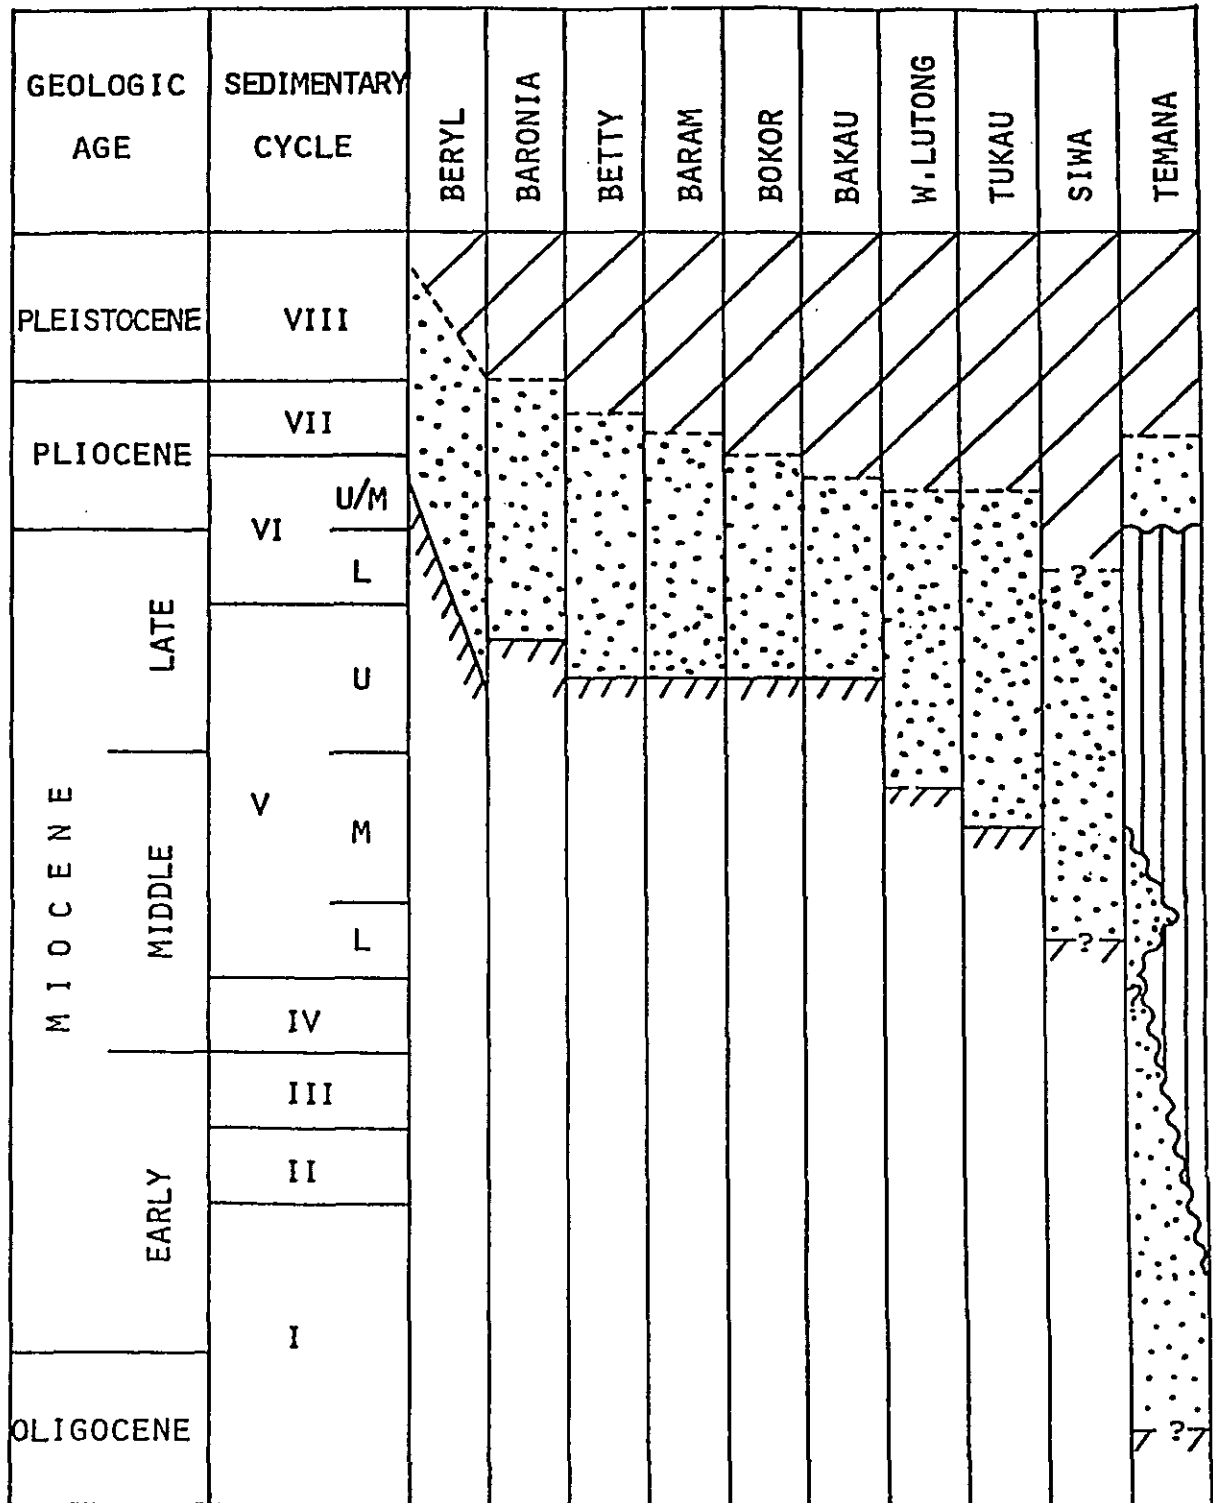 GEOLOGIC
AGE
SEDIMENTARY
CYCLE
BERYL
BARONIA
BETTY
BARAM
BOKOR
BAKAU
W.LUTONG
TUKAU
SIWA
TEMANA
PLEISTOCENE
VIII
PLIOCENE
VII
VI
U/M
L
MIOCENE
LATE
U
V
M
MIDDLE
L
IV
III
EARLY
II
I
OLIGOCENE
?
?
?